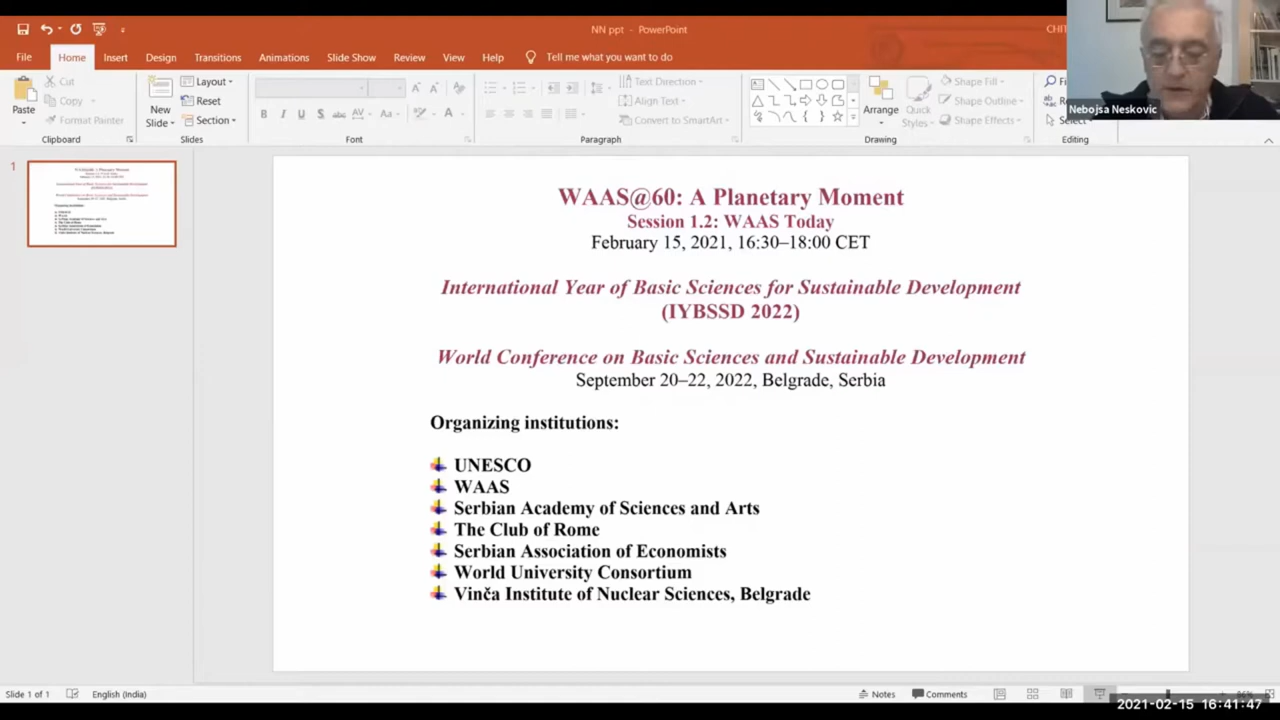 NN ppt - PowerPoint
CHIT
File Home Insert Design Transitions Animations Slide Show Review View Help Tell me what you want to do
Paste
Cut
Copy
Format Painter
Clipboard
New
Slide
Layout
Reset
Section
Slides
Font
Text Direction
Align Text
Convert to SmartArt
Paragraph
Arrange
Quick
Styles
Shape Fill
Shape Outline
Shape Effects
Drawing
Editing
Nebojsa Neskovic
1
WAAS@60: A Planetary Moment
Session 1.2: WAAS Today
February 15, 2021, 16:30–18:00 CET
International Year of Basic Sciences for Sustainable Development
(IYBSSD 2022)
World Conference on Basic Sciences and Sustainable Development
September 20–22, 2022, Belgrade, Serbia
Organizing institutions:
UNESCO
WAAS
Serbian Academy of Sciences and Arts
The Club of Rome
Serbian Association of Economists
World University Consortium
Vinča Institute of Nuclear Sciences, Belgrade
Slide 1 of 1 English (India) Notes Comments
2021-02-15 16:41:47